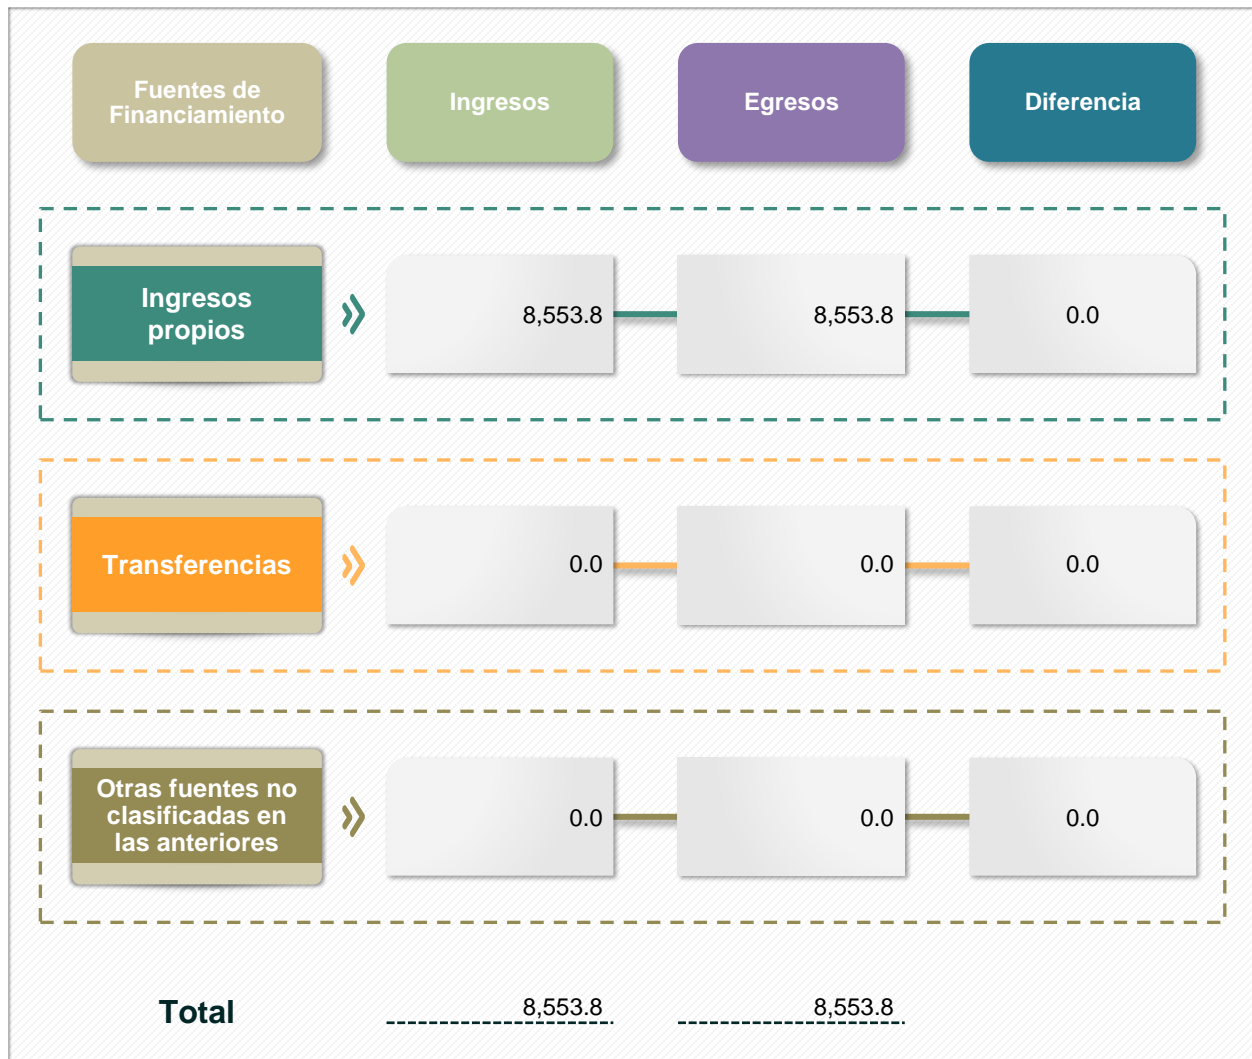 Fuentes de
Financiamiento
Ingresos
Egresos
Diferencia
Ingresos
propios
8,553.8
8,553.8
0.0
Transferencias
0.0
0.0
0.0
Otras fuentes no
clasificadas en
las anteriores
0.0
0.0
0.0
Total
8,553.8
8,553.8